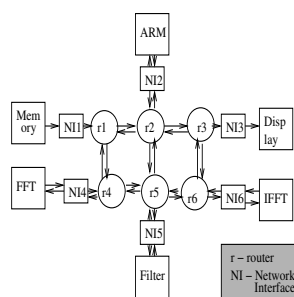 ARM
NI2
Mem
ory
NI1
r1
r2
r3
NI3
Disp
lay
FFT
NI4
r4
r5
r6
NI6
IFFT
NI5
Filter
r – router
NI – Network
Interface